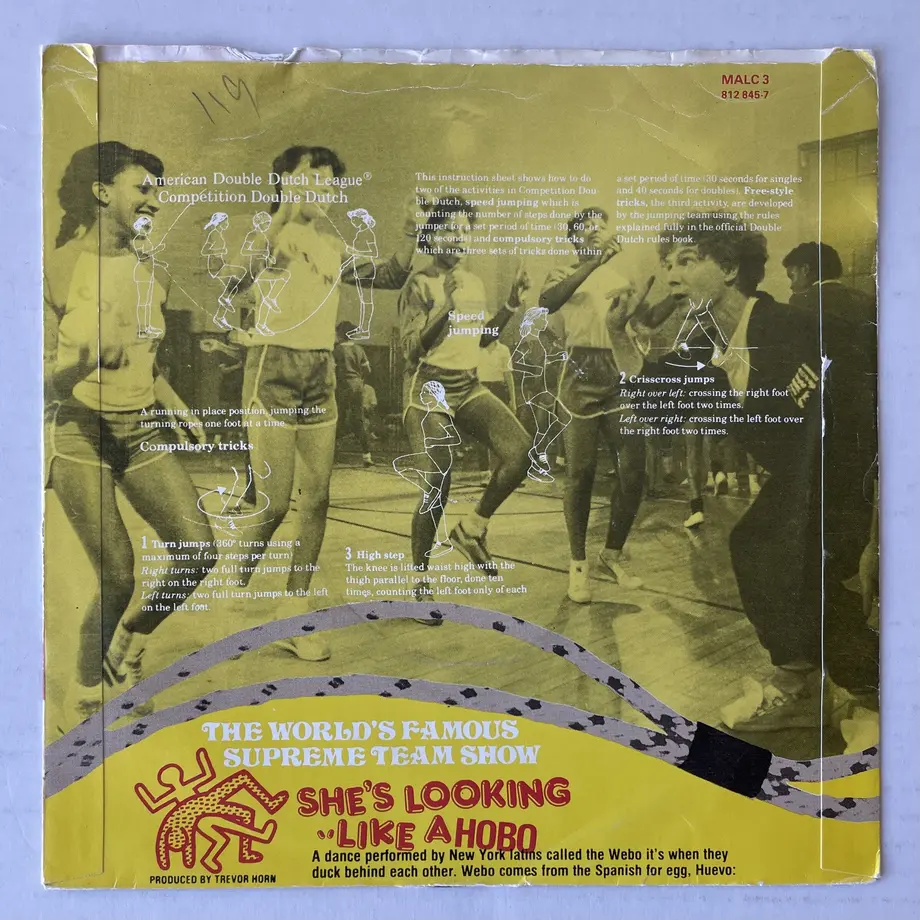 MALC 3
812 845-7
119
American Double Dutch League®
Competition Double Dutch
This instruction sheet shows how to do
two of the activities in Competition Dou-
ble Dutch, speed jumping which is
counting the number of steps done by the
jumper for a set period of time (30, 60, or
120 seconds) and compulsory tricks
which are three sets of tricks done within
a set period of time (30 seconds for singles
and 40 seconds for doubles). Free-style
tricks, the third activity, are developed
by the jumping team using the rules
explained fully in the official Double
Dutch rules book.
Speed
jumping
A running in place position, jumping the
turning ropes one foot at a time.
Compulsory tricks
1 Turn jumps (360° turns using a
maximum of four steps per turn)
Right turns: two full turn jumps to the
right on the right foot.
Left turns: two full turn jumps to the left
on the left foot.
2 Crisscross jumps
Right over left: crossing the right foot
over the left foot two times.
Left over right: crossing the left foot over
the right foot two times.
3 High step
The knee is lifted waist high with the
thigh parallel to the floor, done ten
times, counting the left foot only of each
THE WORLD'S FAMOUS
SUPREME TEAM SHOW
SHE'S LOOKING
LIKE A HOBO
PRODUCED BY TREVOR HORN
A dance performed by New York latins called the Webo it's when they
duck behind each other. Webo comes from the Spanish for egg, Huevo: